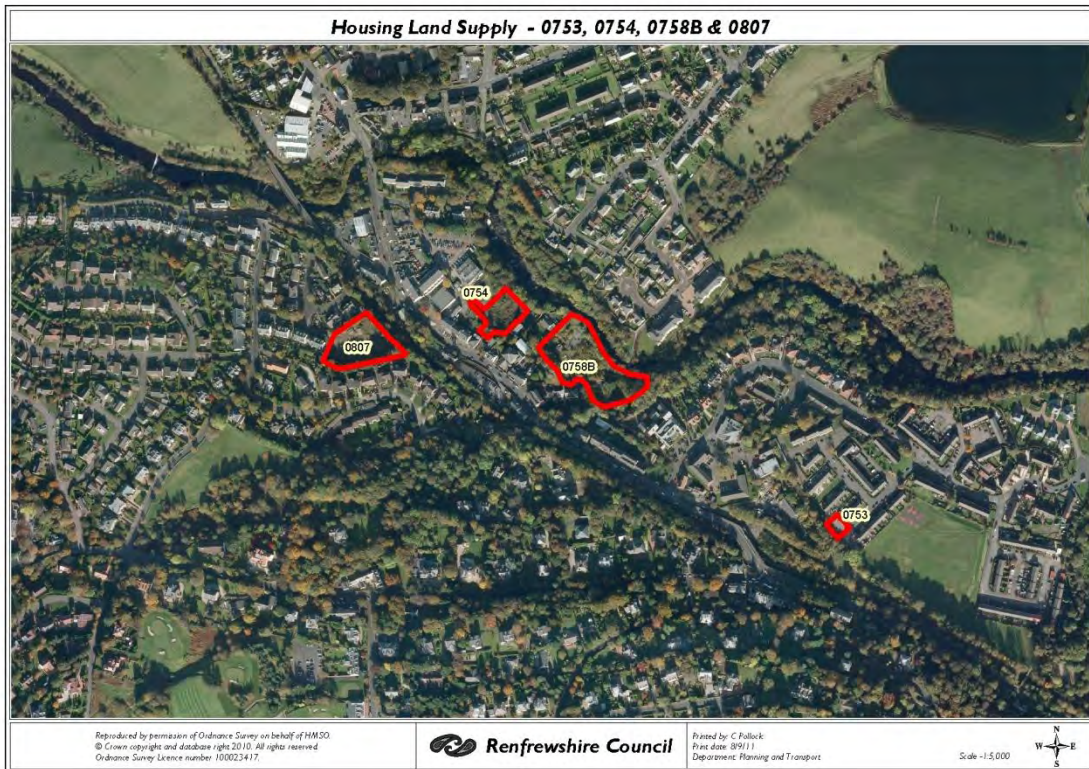 Housing Land Supply - 0753, 0754, 0758B & 0807
0754
0807
0758B
0753
Reproduced by permission of Ordnance Survey on behalf of HMSO.
© Crown copyright and database right 2010. All rights reserved.
Ordnance Survey Licence number 100023417.
Renfrewshire Council
Printed by: C Pollock
Print date: 8/9/11
Department: Planning and Transport
Scale -1:5,000
N
W E
S